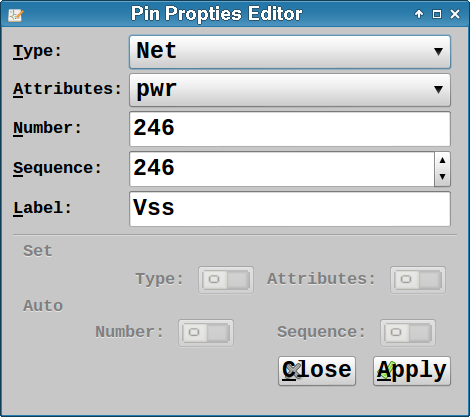 Pin Propties Editor
Type: Net
Attributes: pwr
Number: 246
Sequence: 246
Label: Vss
Set
Type: Attributes:
Auto
Number: Sequence:
Close Apply